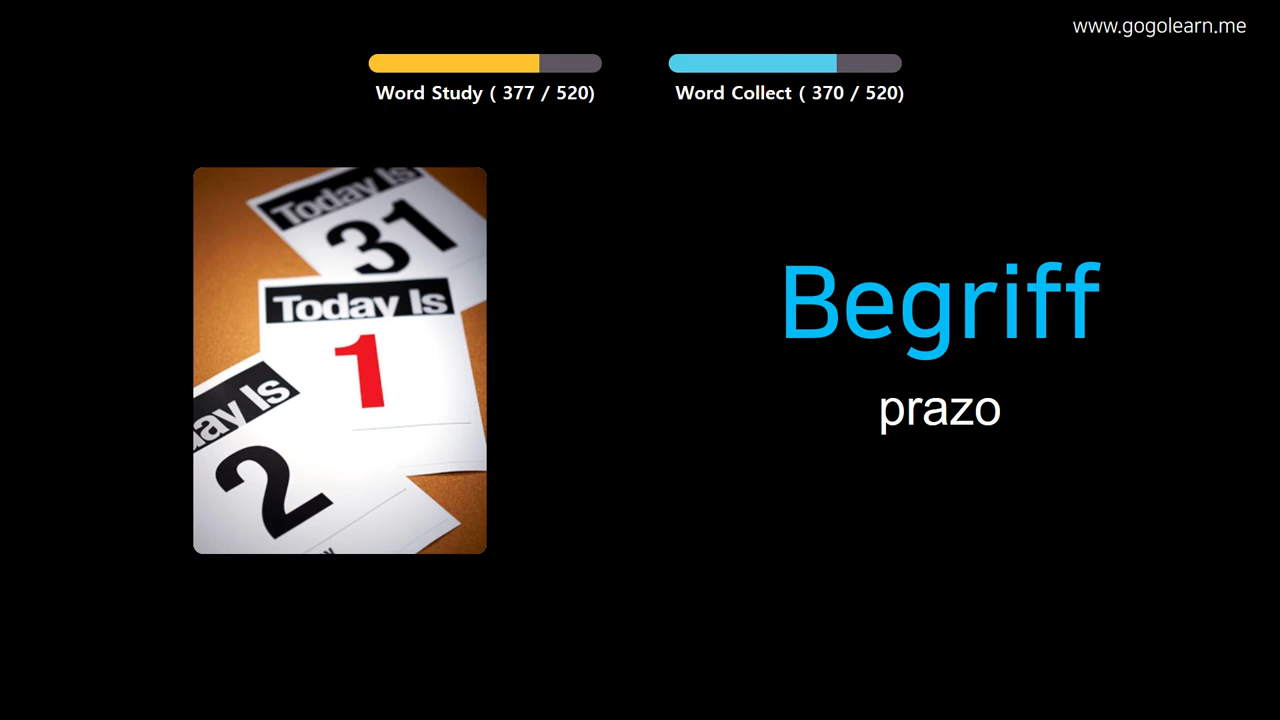 www.gogolearn.me
Word Study ( 377 / 520)
Word Collect ( 370 / 520)
Today Is
31
Today Is
1
day Is
2
Begriff
prazo